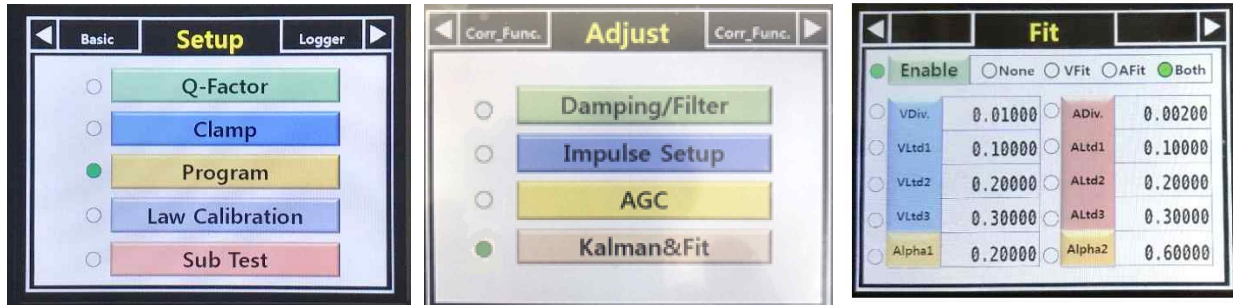 Basic Setup Logger
Q-Factor
Clamp
Program
Law Calibration
Sub Test
Corr_Func. Adjust Corr_Func.
Damping/Filter
Impulse Setup
AGC
Kalman&Fit
Fit
Enable None VFit AFit Both
VDiv. 0.01000 ADiv. 0.00200
VLtd1 0.10000 ALtd1 0.10000
VLtd2 0.20000 ALtd2 0.20000
VLtd3 0.30000 ALtd3 0.30000
Alpha1 0.20000 Alpha2 0.60000